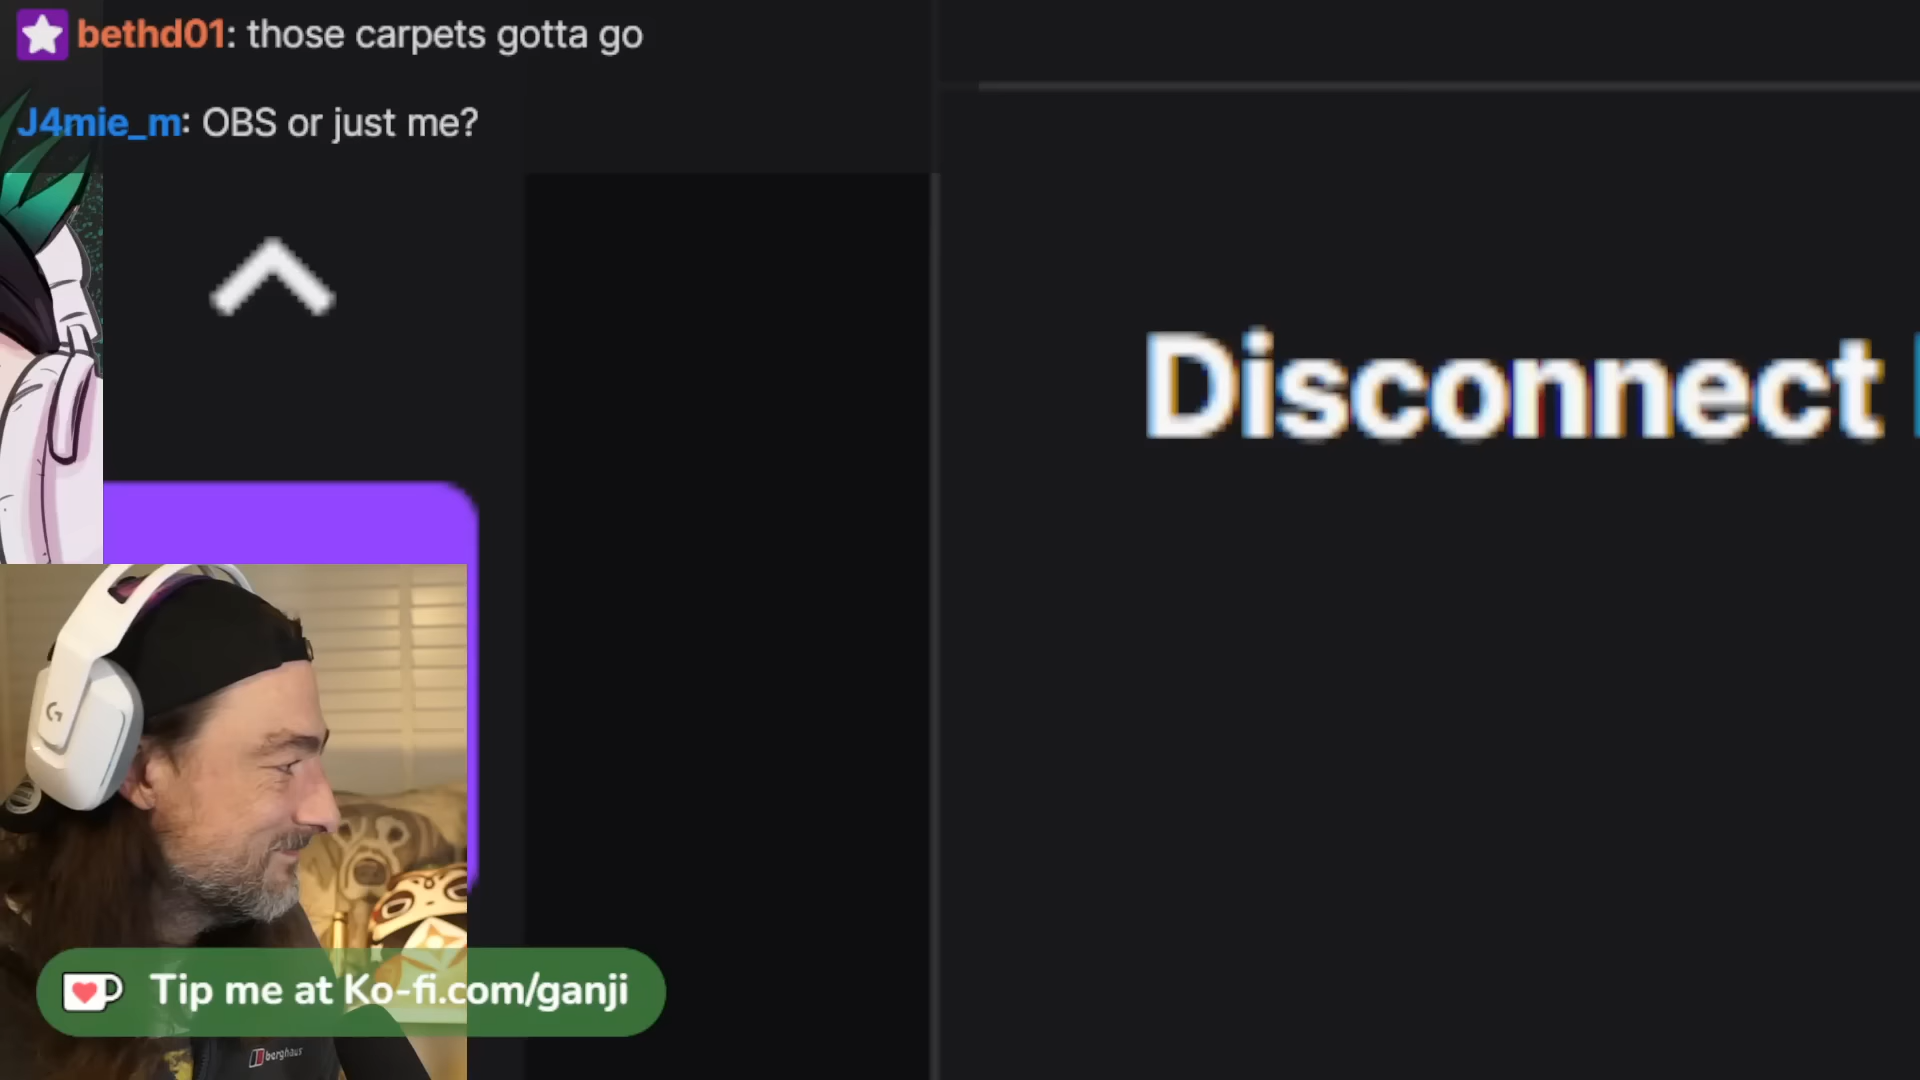 bethd01: those carpets gotta go
J4mie_m: OBS or just me?
Disconnect
Tip me at Ko-fi.com/ganji
berghaus